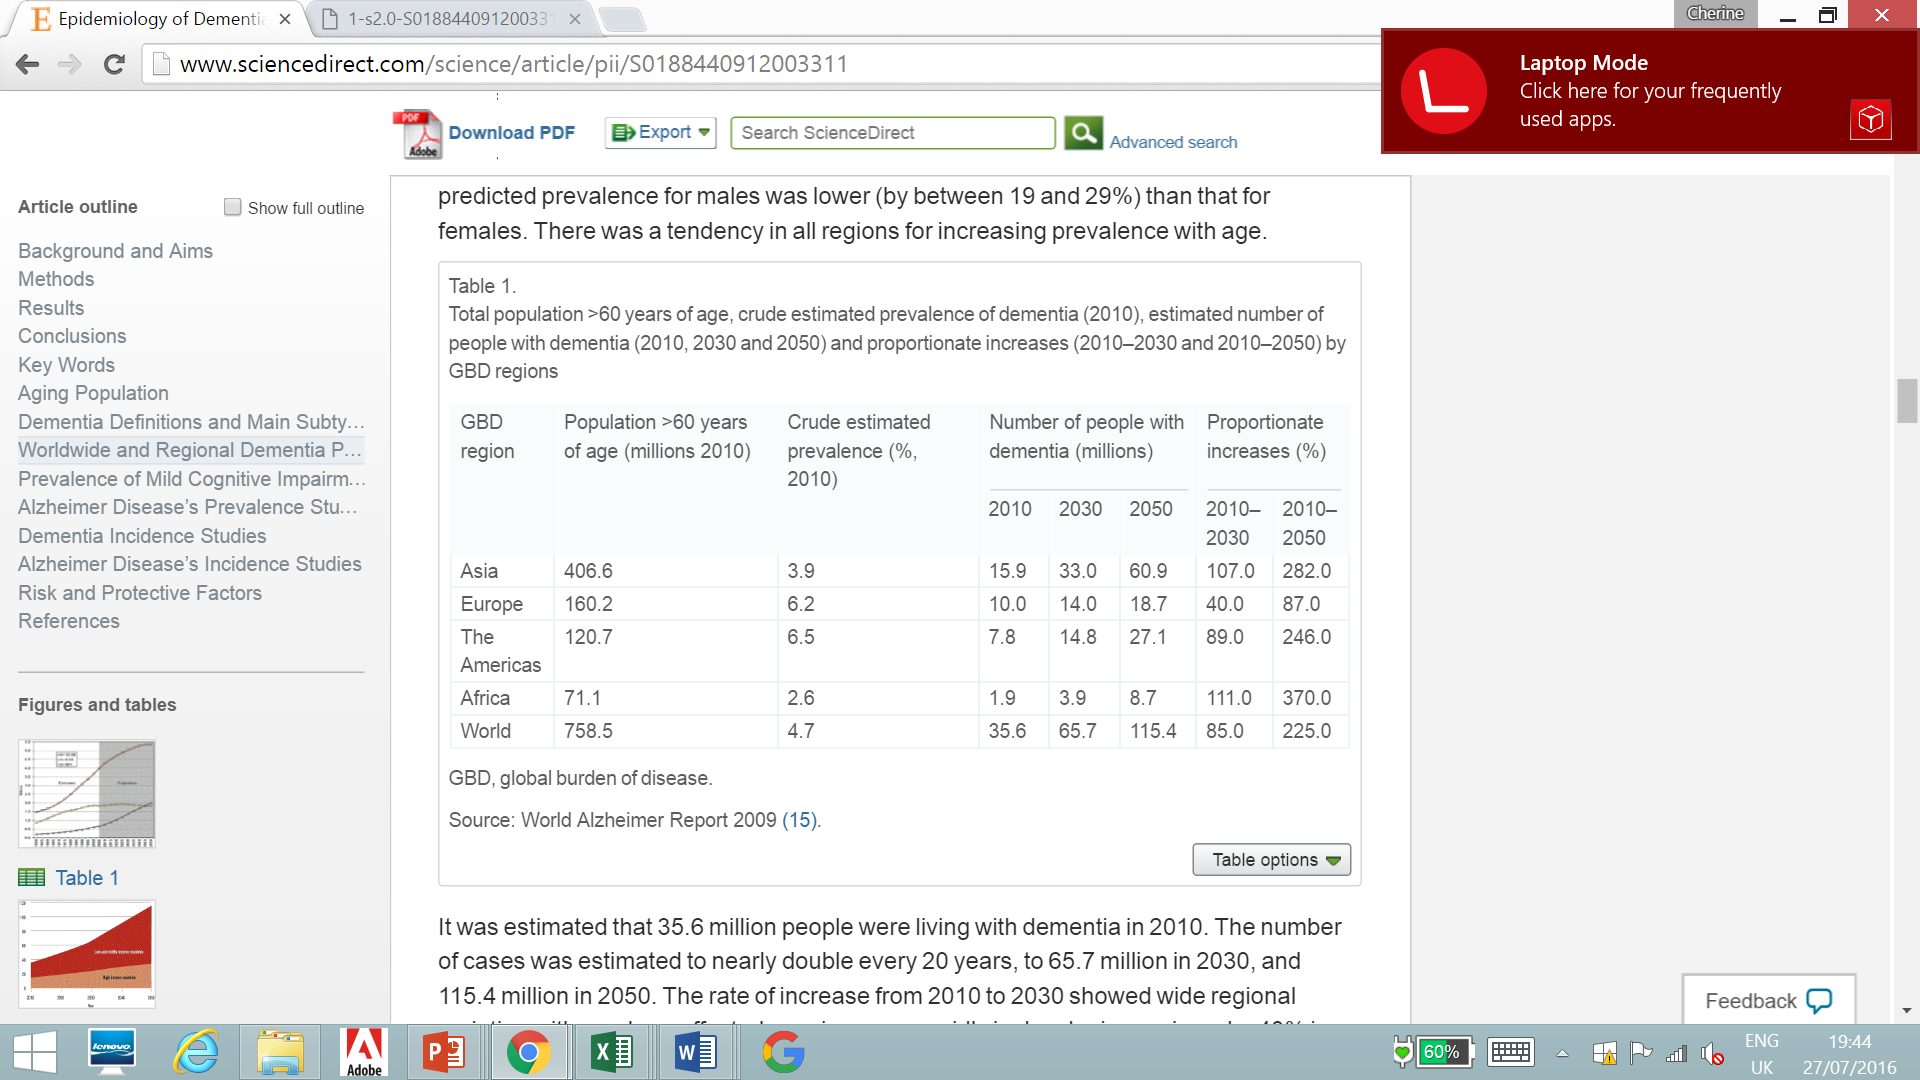 Epidemiology of Dementi
1-s2.0-S01884409120033
Cherine
www.sciencedirect.com/science/article/pii/S0188440912003311
Laptop Mode
Click here for your frequently
used apps.
PDF
Adobe
Download PDF
Export
Search ScienceDirect
Advanced search
Article outline
Show full outline
Background and Aims
Methods
Results
Conclusions
Key Words
Aging Population
Dementia Definitions and Main Subty...
Worldwide and Regional Dementia P...
Prevalence of Mild Cognitive Impairm...
Alzheimer Disease’s Prevalence Stu...
Dementia Incidence Studies
Alzheimer Disease’s Incidence Studies
Risk and Protective Factors
References
Figures and tables
Table 1
Low and middle income countries
High income countries
predicted prevalence for males was lower (by between 19 and 29%) than that for
females. There was a tendency in all regions for increasing prevalence with age.
Table 1.
Total population >60 years of age, crude estimated prevalence of dementia (2010), estimated number of
people with dementia (2010, 2030 and 2050) and proportionate increases (2010–2030 and 2010–2050) by
GBD regions
GBD region Population >60 years of age (millions 2010) Crude estimated prevalence (%, 2010) Number of people with dementia (millions) Proportionate increases (%)
2010 2030 2050 2010–2030 2010–2050
Asia 406.6 3.9 15.9 33.0 60.9 107.0 282.0
Europe 160.2 6.2 10.0 14.0 18.7 40.0 87.0
The Americas 120.7 6.5 7.8 14.8 27.1 89.0 246.0
Africa 71.1 2.6 1.9 3.9 8.7 111.0 370.0
World 758.5 4.7 35.6 65.7 115.4 85.0 225.0
GBD, global burden of disease.
Source: World Alzheimer Report 2009 (15).
Table options
It was estimated that 35.6 million people were living with dementia in 2010. The number
of cases was estimated to nearly double every 20 years, to 65.7 million in 2030, and
115.4 million in 2050. The rate of increase from 2010 to 2030 showed wide regional
Feedback
lenovo
Adobe
60%
ENG
UK
19:44
27/07/2016